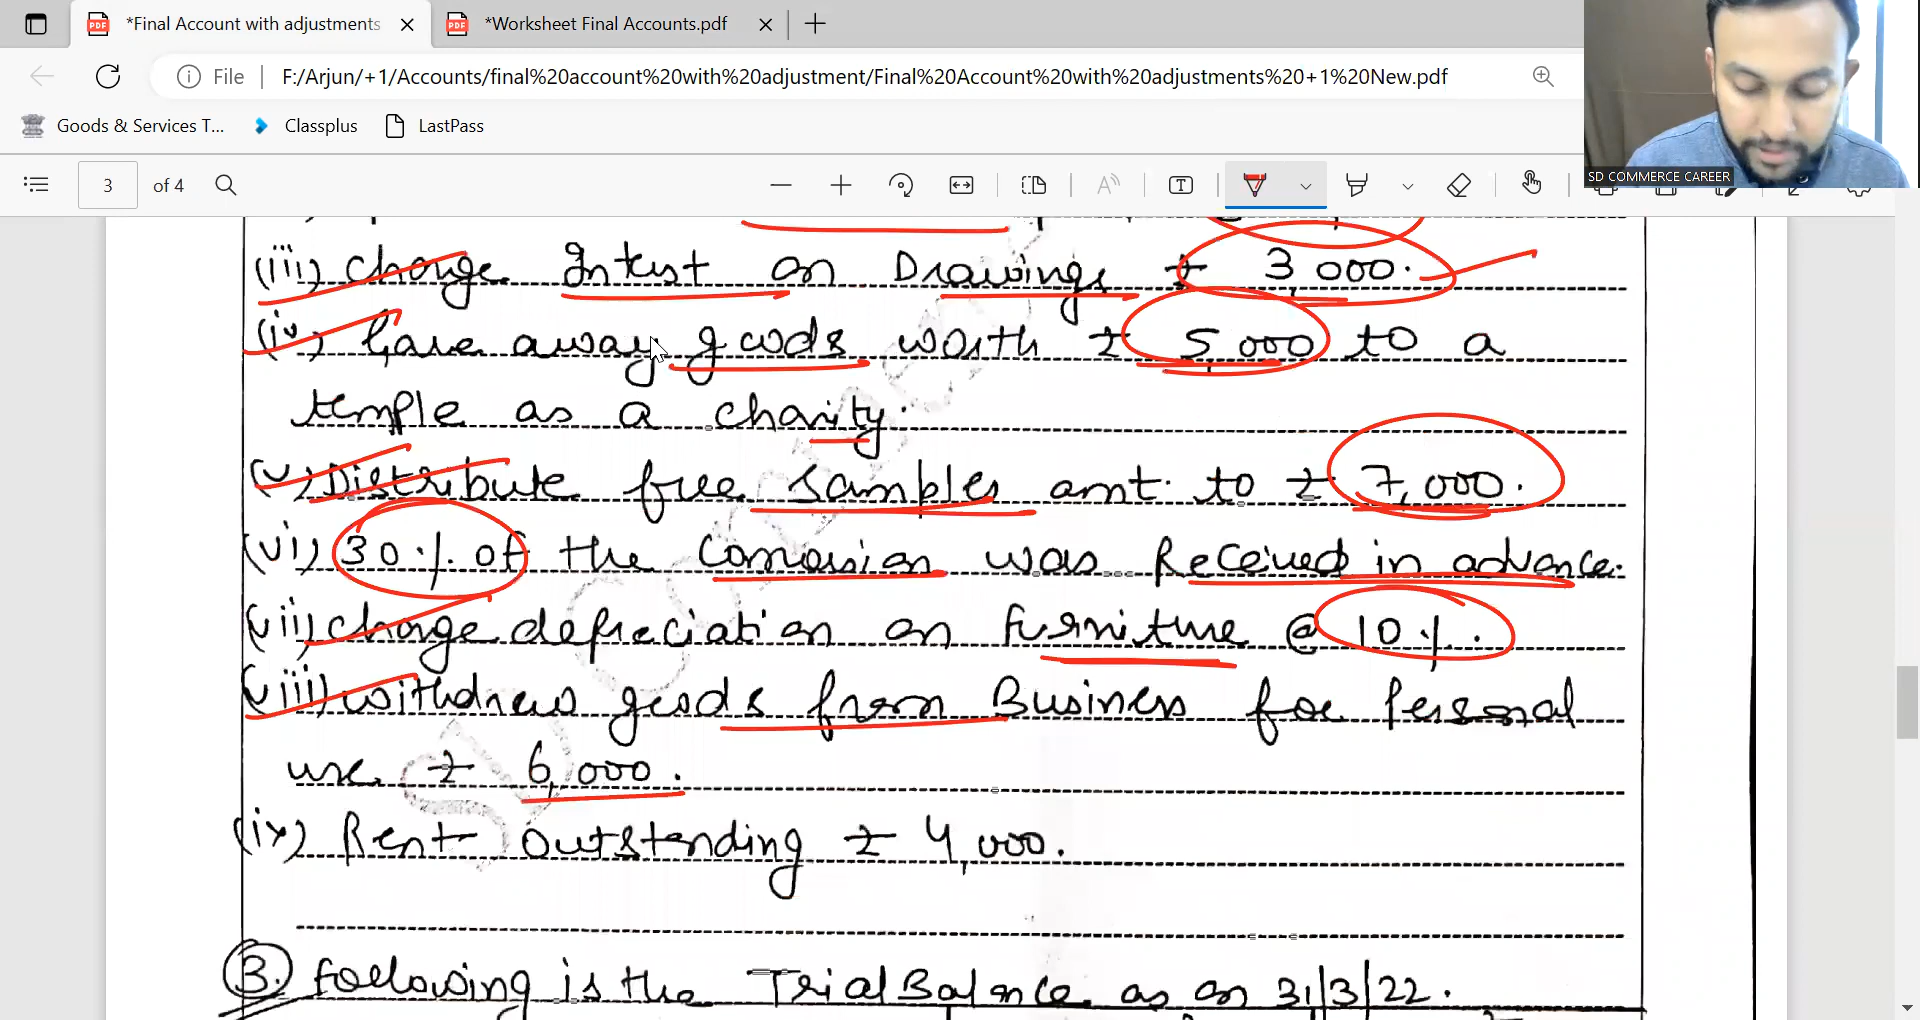 *Final Account with adjustments
*Worksheet Final Accounts.pdf
File
F:/Arjun/+1/Accounts/final%20account%20with%20adjustment/Final%20Account%20with%20adjustments%20+1%20New.pdf
Goods & Services T...
Classplus
LastPass
3
of 4
SD COMMERCE CAREER
(iii) Charge Interest on Drawings ₹ 3,000.
(iv) Gave away goods worth ₹ 5,000 to a
temple as a charity.
(v) Distribute free samples amt. to ₹ 7,000.
(vi) 30% of the commission was Received in advance.
(vii) charge depreciation on Furniture @ 10%.
(viii) withdrew goods from Business for Personal
use ₹ 6,000.
(ix) Rent Outstanding ₹ 4,000.
3. Following is the Trial Balance as on 31/3/22.